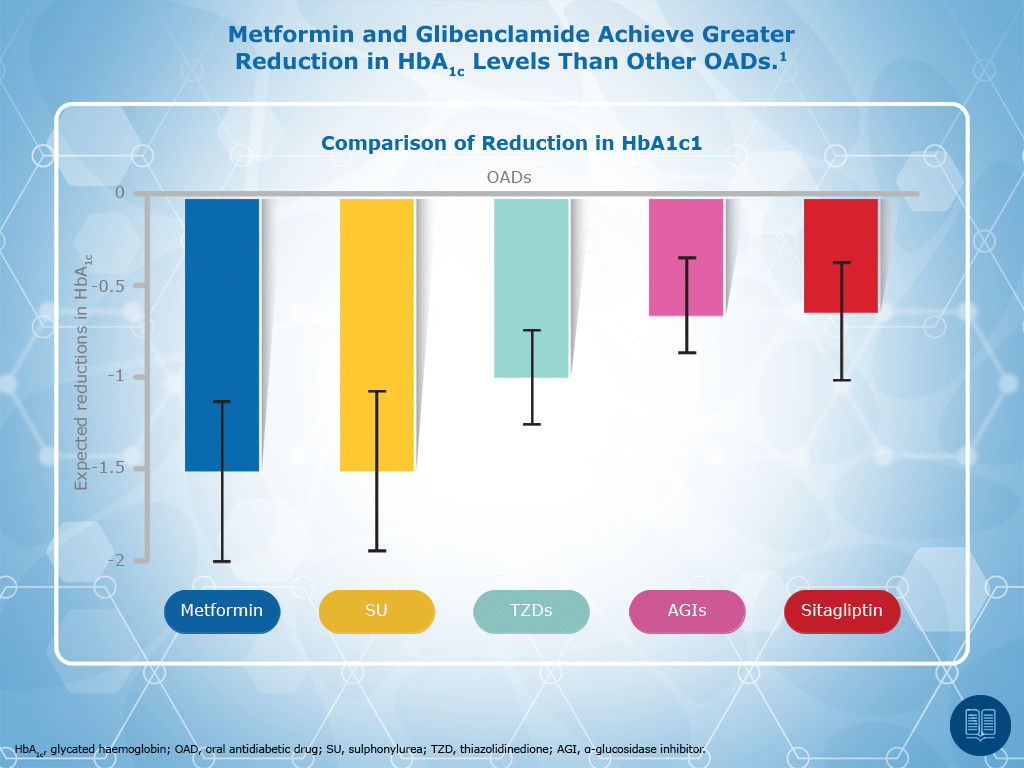 Metformin and Glibenclamide Achieve Greater
Reduction in HbA1c Levels Than Other OADs.1
Comparison of Reduction in HbA1c1
OADs
Expected reductions in HbA1c
0
-0.5
-1
-1.5
-2
Metformin
SU
TZDs
AGIs
Sitagliptin
HbA1c, glycated haemoglobin; OAD, oral antidiabetic drug; SU, sulphonylurea; TZD, thiazolidinedione; AGI, α-glucosidase inhibitor.